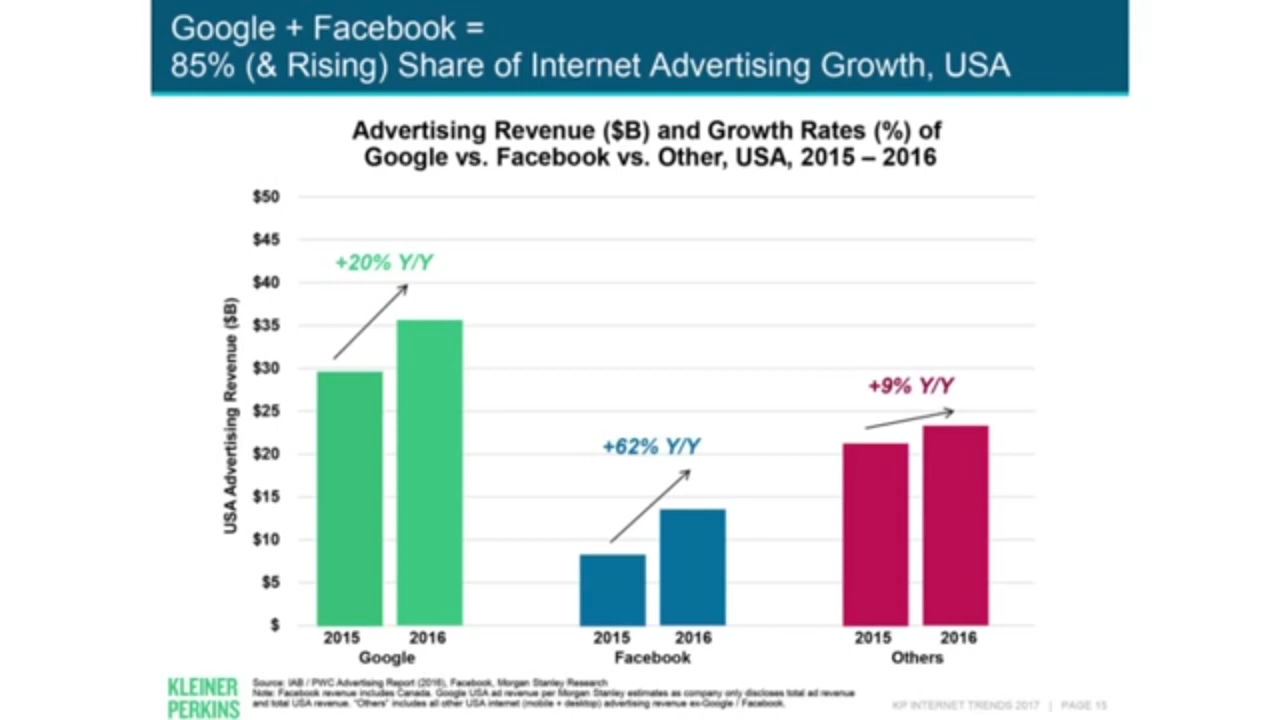 Google + Facebook =
85% (& Rising) Share of Internet Advertising Growth, USA
Advertising Revenue ($B) and Growth Rates (%) of
Google vs. Facebook vs. Other, USA, 2015 – 2016
USA Advertising Revenue ($B)
$50
$45
$40
$35
$30
$25
$20
$15
$10
$5
$
+20% Y/Y
+62% Y/Y
+9% Y/Y
2015 2016 2015 2016 2015 2016
Google Facebook Others
KLEINER
PERKINS
Source: IAB / PWC Advertising Report (2016), Facebook, Morgan Stanley Research
Note: Facebook revenue includes Canada. Google USA ad revenue per Morgan Stanley estimates as company only discloses total ad revenue
and total USA revenue. "Others" includes all other USA internet (mobile + desktop) advertising revenue ex-Google / Facebook.
KP INTERNET TRENDS 2017 | PAGE 15